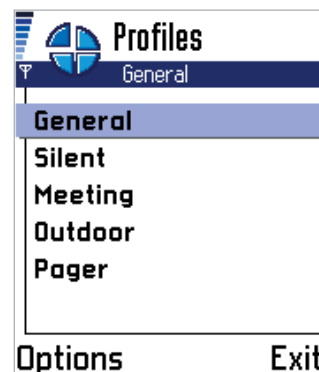 Profiles
General
General
Silent
Meeting
Outdoor
Pager
Options Exit